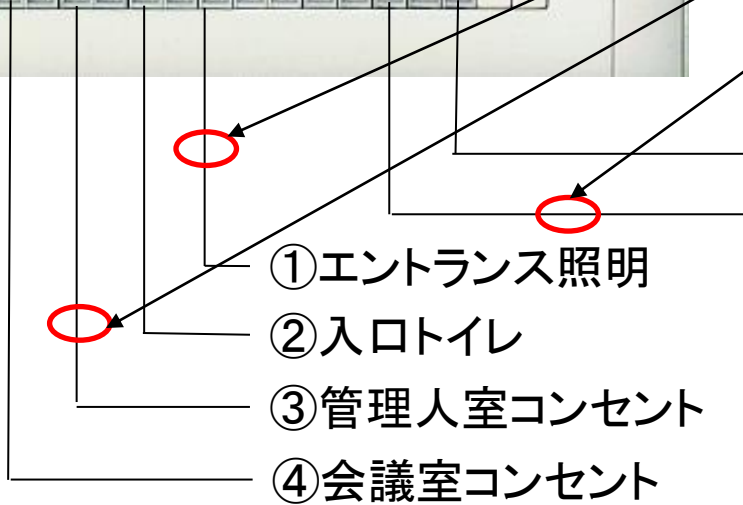 ①エントランス照明
②入口トイレ
③管理人室コンセント
④会議室コンセント